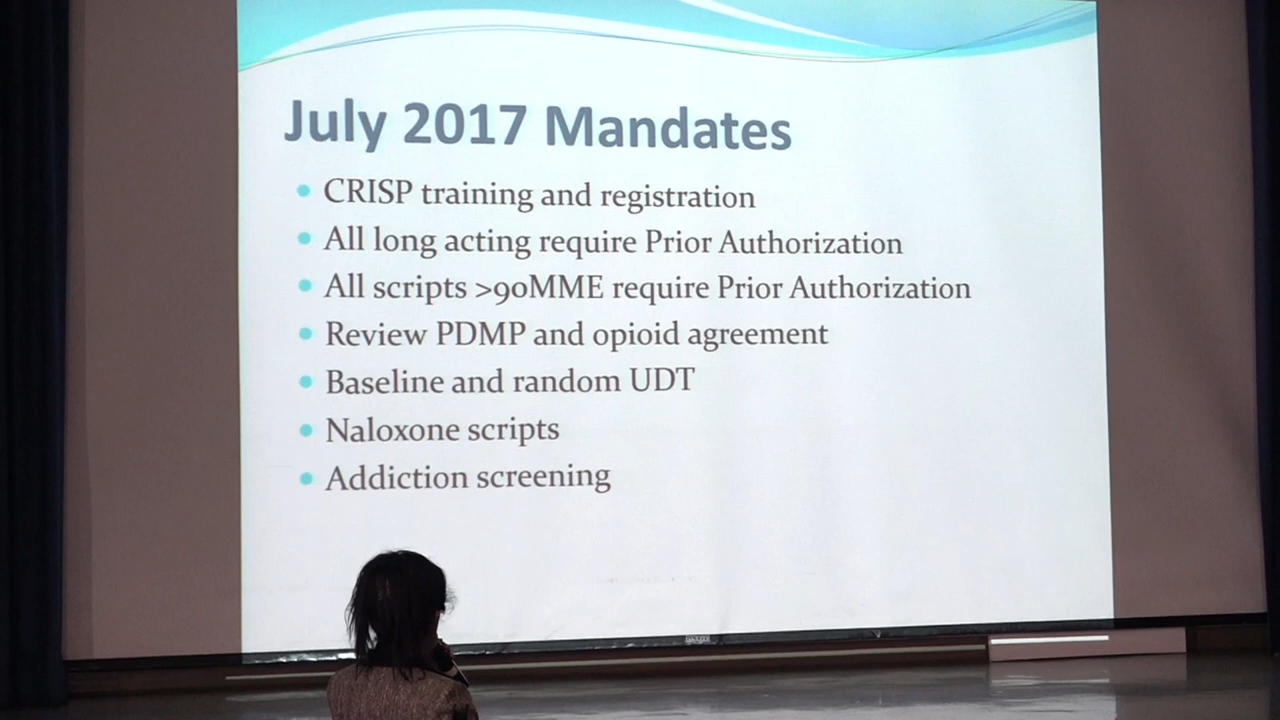 July 2017 Mandates
• CRISP training and registration
• All long acting require Prior Authorization
• All scripts >90MME require Prior Authorization
• Review PDMP and opioid agreement
• Baseline and random UDT
• Naloxone scripts
• Addiction screening